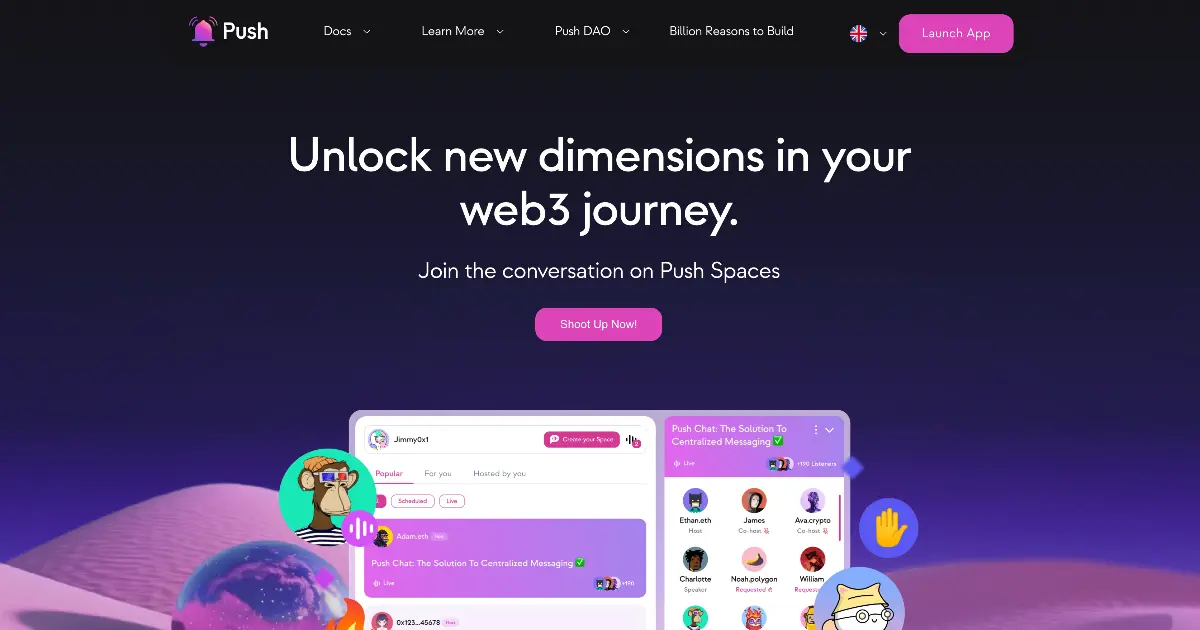 Push
Docs
Learn More
Push DAO
Billion Reasons to Build
Launch App
Unlock new dimensions in your
web3 journey.
Join the conversation on Push Spaces
Shoot Up Now!
Jimmy0x1
Create your Space
2
Popular
For you
Hosted by you
Scheduled
Live
Adam.eth
Host
Push Chat: The Solution To Centralized Messaging ✅
Live
+190
0x123...45678
Host
Push Chat: The Solution To
Centralized Messaging ✅
Live
+190 Listeners
Ethan.eth
Host
James
Co-host
Ava.crypto
Co-host
Charlotte
Speaker
Noah.polygon
Requested
William